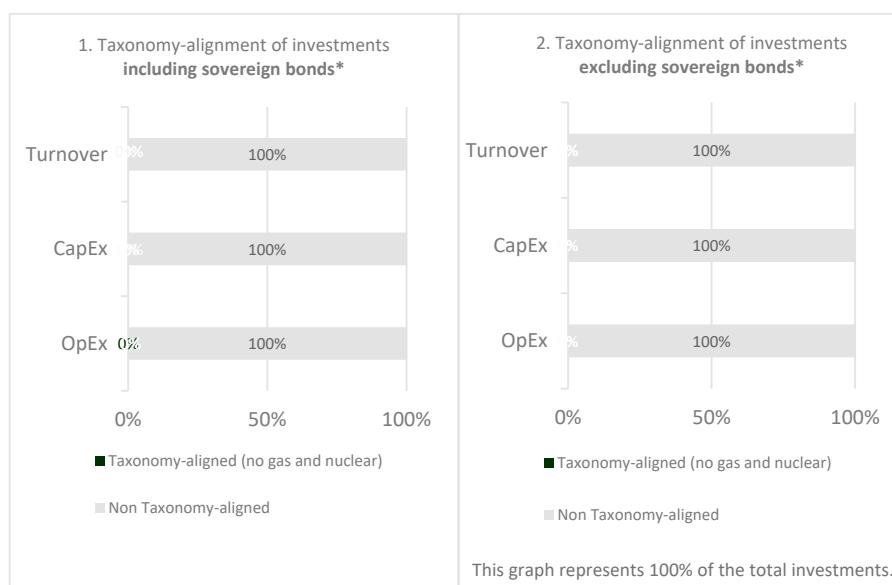 1. Taxonomy-alignment of investments
including sovereign bonds*
Turnover 0% 100%
CapEx 0% 100%
OpEx 0% 100%
0% 50% 100%
Taxonomy-aligned (no gas and nuclear)
Non Taxonomy-aligned
2. Taxonomy-alignment of investments
excluding sovereign bonds*
Turnover % 100%
CapEx % 100%
OpEx % 100%
0% 50% 100%
Taxonomy-aligned (no gas and nuclear)
Non Taxonomy-aligned
This graph represents 100% of the total investments.